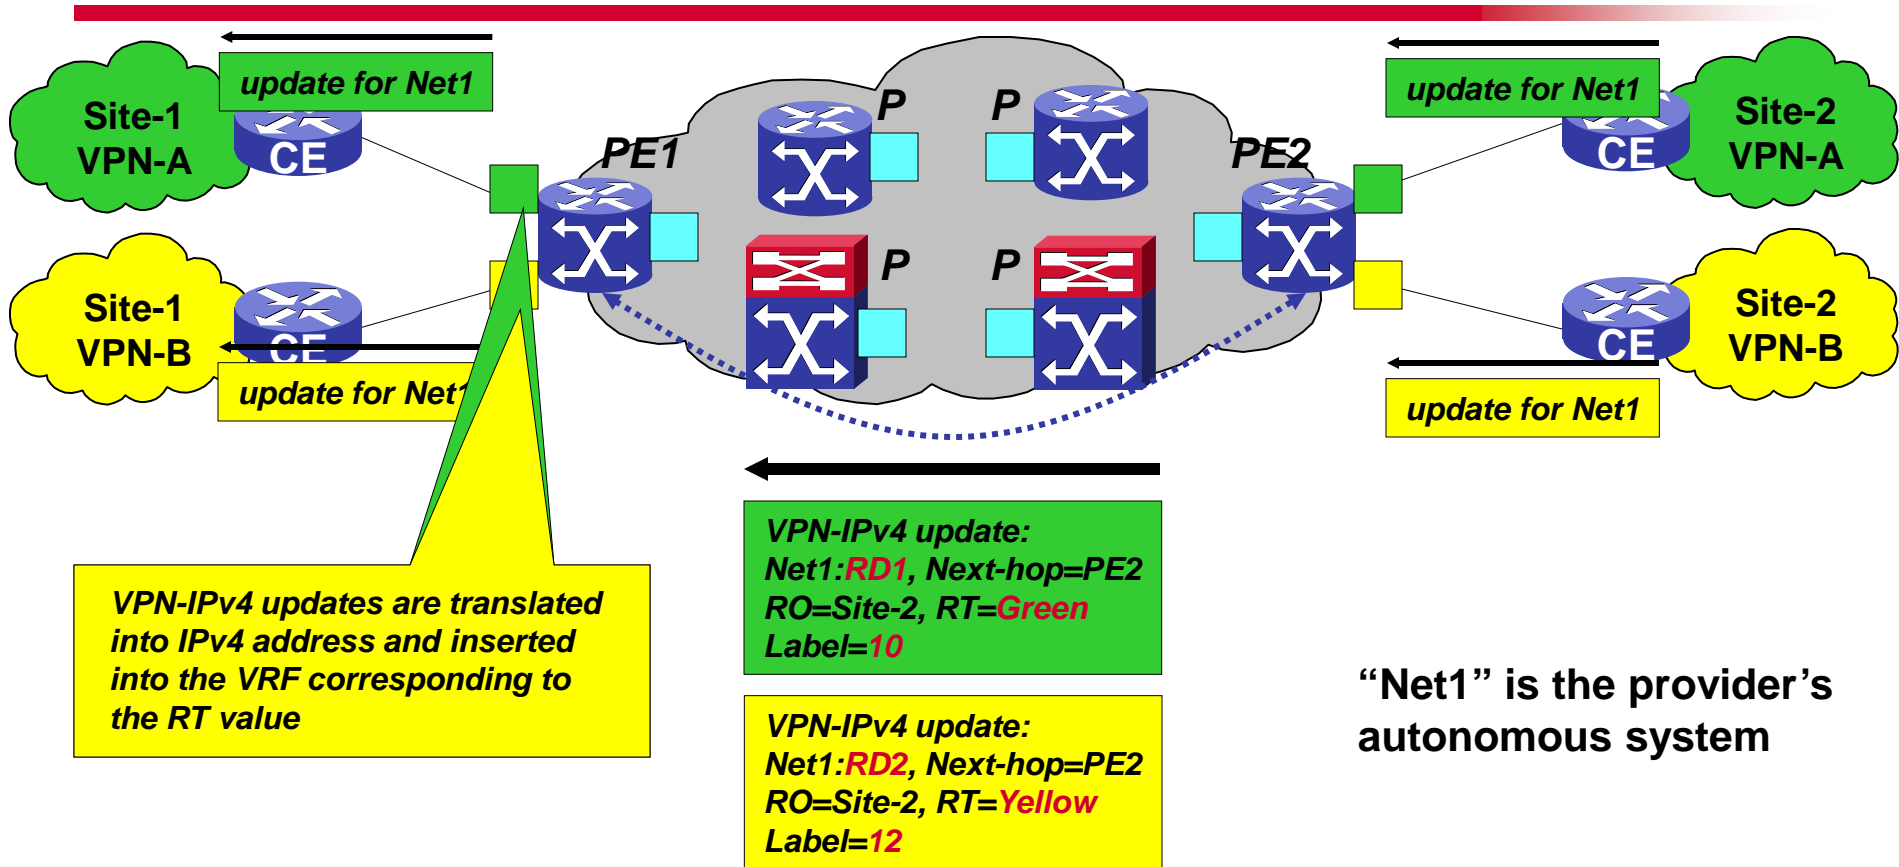 update for Net1
update for Net1
Site-1
VPN-A
CE
PE1
P
P
PE2
CE
Site-2
VPN-A
Site-1
VPN-B
CE
P
P
CE
Site-2
VPN-B
update for Net1
update for Net1
VPN-IPv4 updates are translated
into IPv4 address and inserted
into the VRF corresponding to
the RT value
VPN-IPv4 update:
Net1:RD1, Next-hop=PE2
RO=Site-2, RT=Green
Label=10
VPN-IPv4 update:
Net1:RD2, Next-hop=PE2
RO=Site-2, RT=Yellow
Label=12
“Net1” is the provider’s
autonomous system